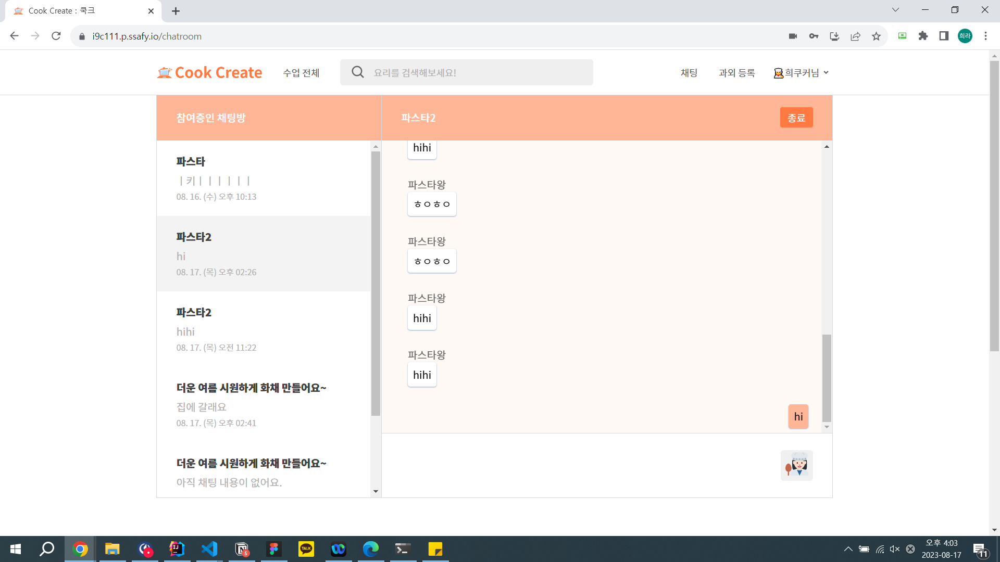 Cook Create : 쿡크
i9c111.p.ssafy.io/chatroom
희라
Cook Create
수업 전체
요리를 검색해보세요!
채팅
과외 등록
희쿠커님
참여중인 채팅방
파스타
ㅣ키ㅣㅣㅣㅣㅣㅣ
08. 16. (수) 오후 10:13
파스타2
hi
08. 17. (목) 오후 02:26
파스타2
hihi
08. 17. (목) 오전 11:22
더운 여름 시원하게 화채 만들어요~
집에 갈래요
08. 17. (목) 오후 02:41
더운 여름 시원하게 화채 만들어요~
아직 채팅 내용이 없어요.
파스타2
종료
hihi
파스타왕
ㅎㅇㅎㅇ
파스타왕
ㅎㅇㅎㅇ
파스타왕
hihi
파스타왕
hihi
hi
IJ
5
TALK
오후 4:03
2023-08-17
11